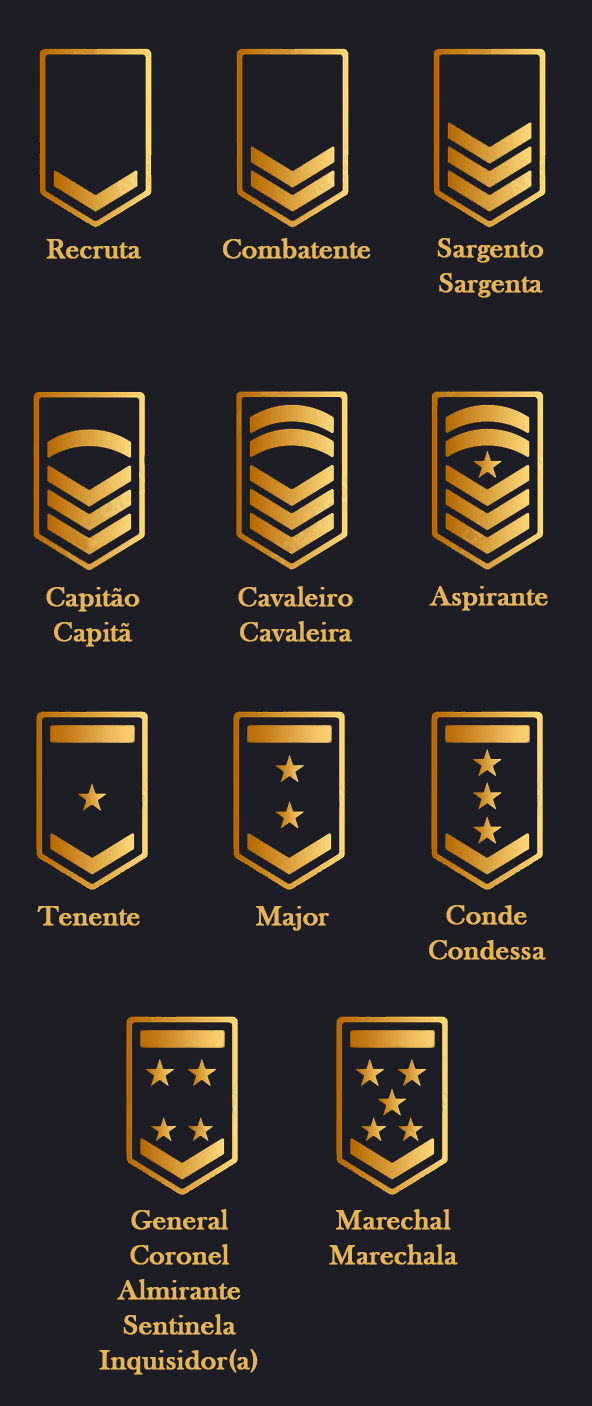 Recruta
Combatente
Sargento
Sargenta
Capitão
Capitã
Cavaleiro
Cavaleira
Aspirante
Tenente
Major
Conde
Condessa
General
Coronel
Almirante
Sentinela
Inquisidor(a)
Marechal
Marechala